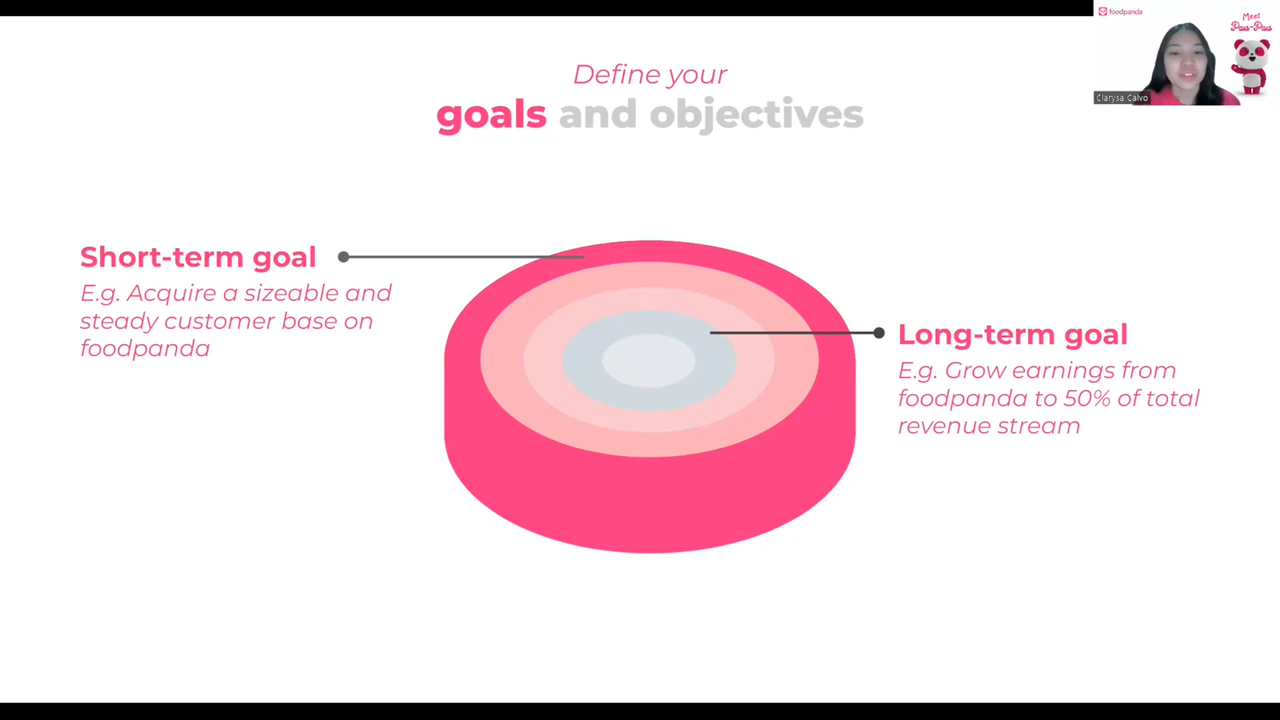 foodpanda
Meet
Pau-Pau
Clarysa Calvo
Define your
goals and objectives
Short-term goal
E.g. Acquire a sizeable and
steady customer base on
foodpanda
Long-term goal
E.g. Grow earnings from
foodpanda to 50% of total
revenue stream